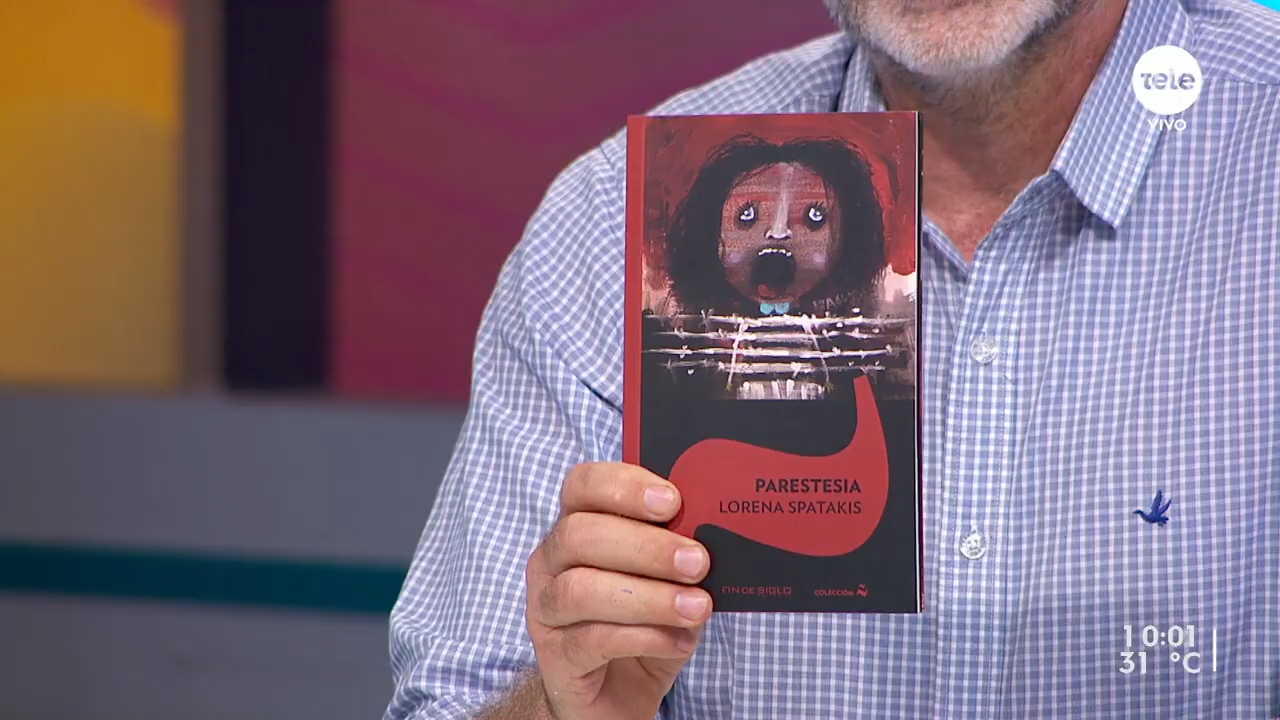 Tele
VIVO
PARESTESIA
LORENA SPATAKIS
FIN DE SIGLO
COLECCIÓN Ñ
10:01
31 °C